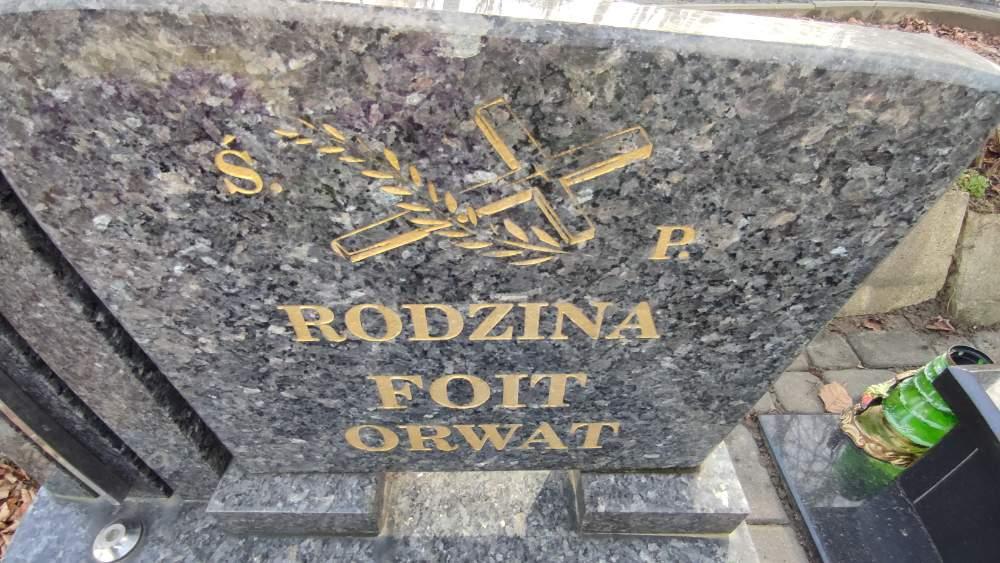 Ś. P.
RODZINA
FOIT
ORWAT